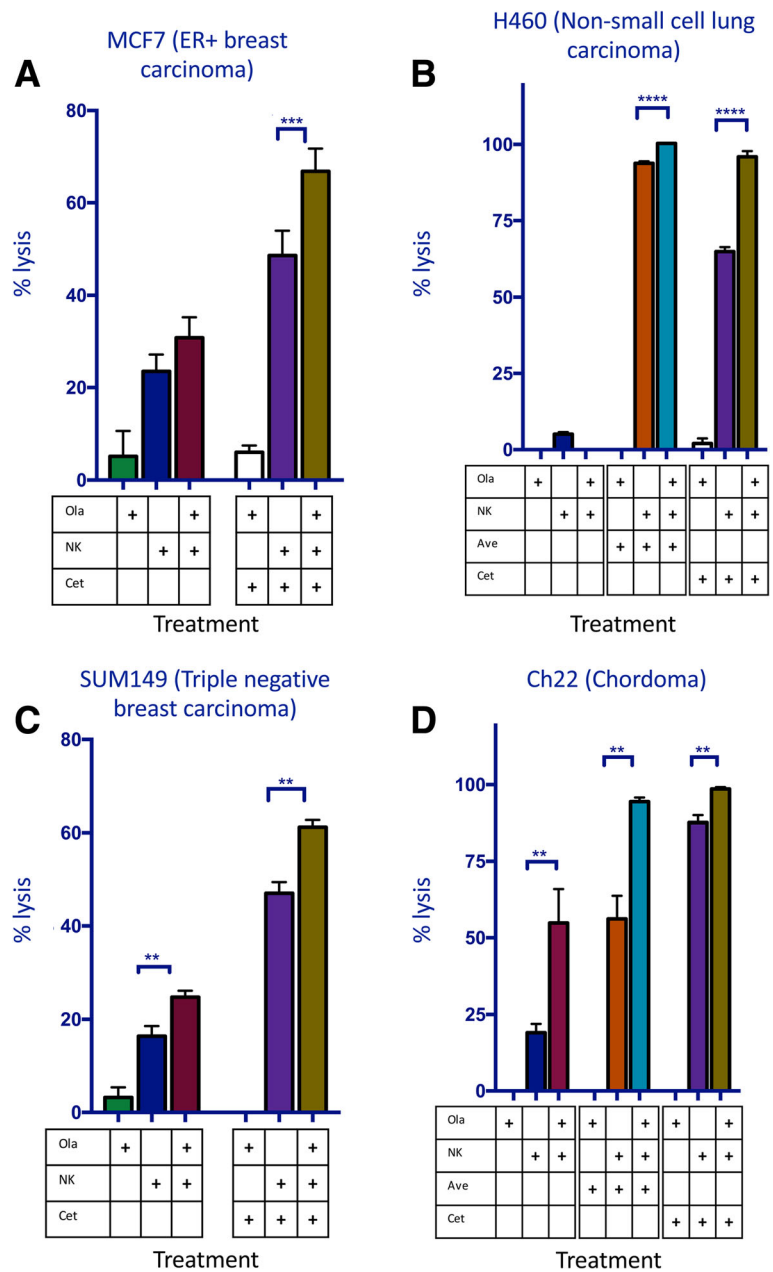 A
MCF7 (ER+ breast
carcinoma)
% lysis
80
60
40
20
0
***
Ola + + + +
NK + + + +
Cet + + +
Treatment
B
H460 (Non-small cell lung
carcinoma)
% lysis
100
75
50
25
0
****
****
Ola + + + + + +
NK + + + + + +
Ave + + +
Cet + + +
Treatment
C
SUM149 (Triple negative
breast carcinoma)
% lysis
80
60
40
20
0
**
**
Ola + + + +
NK + + + +
Cet + + +
Treatment
D
Ch22 (Chordoma)
% lysis
100
75
50
25
0
**
**
**
Ola + + + + + +
NK + + + + + +
Ave + + +
Cet + + +
Treatment